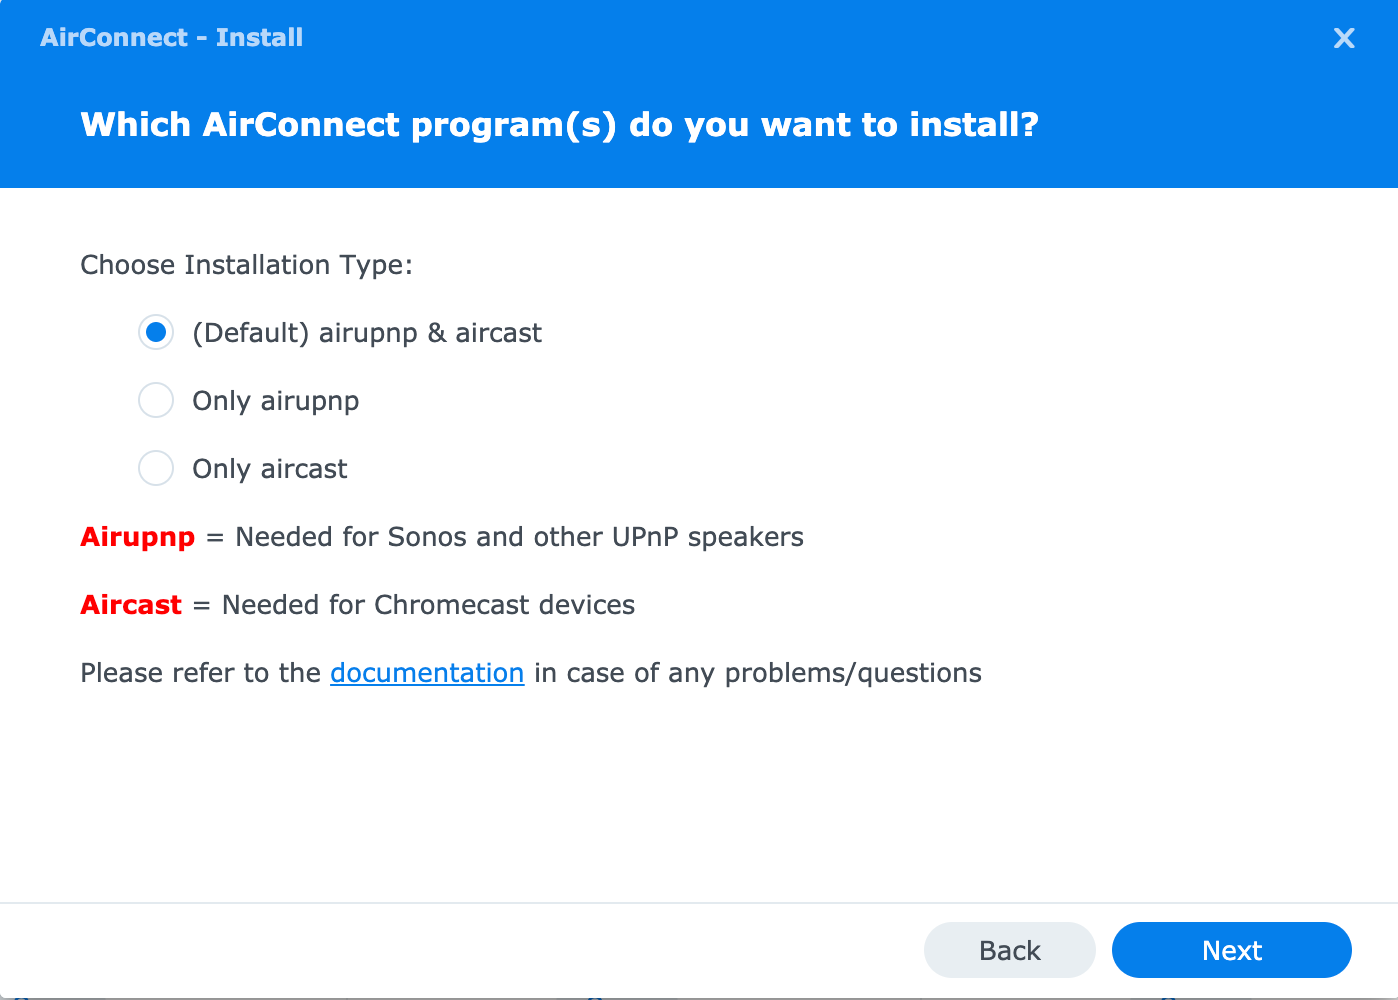 AirConnect - Install
X
Which AirConnect program(s) do you want to install?
Choose Installation Type:
(Default) airupnp & aircast
Only airupnp
Only aircast
Airupnp = Needed for Sonos and other UPnP speakers
Aircast = Needed for Chromecast devices
Please refer to the documentation in case of any problems/questions
Back
Next